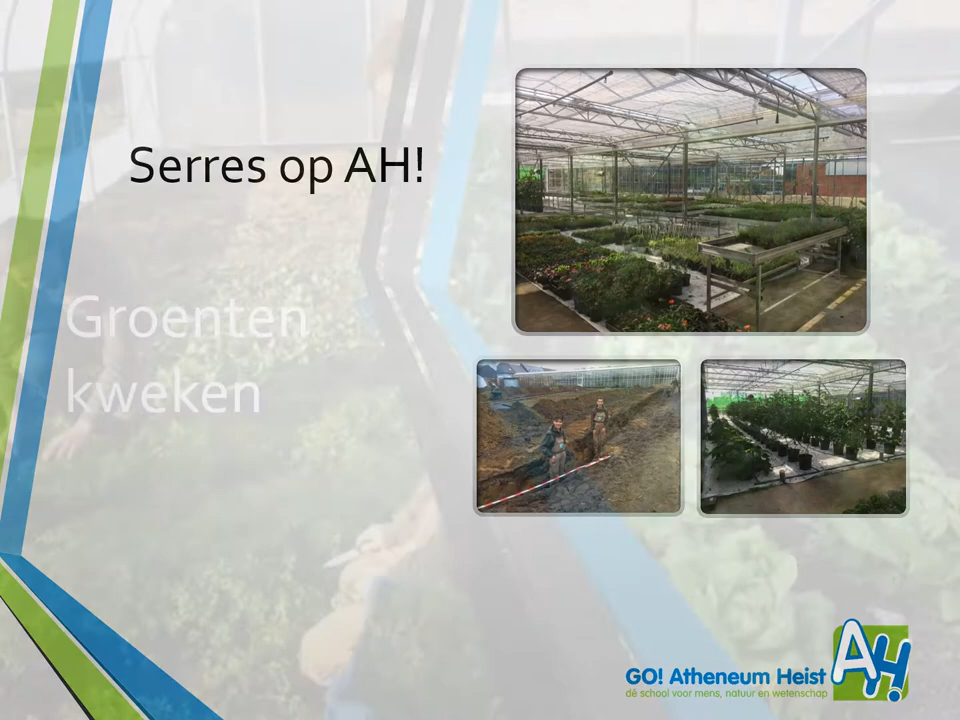 Serres op AH!
Groenten
kweken
GO! Atheneum Heist
dé school voor mens, natuur en wetenschap
AH!